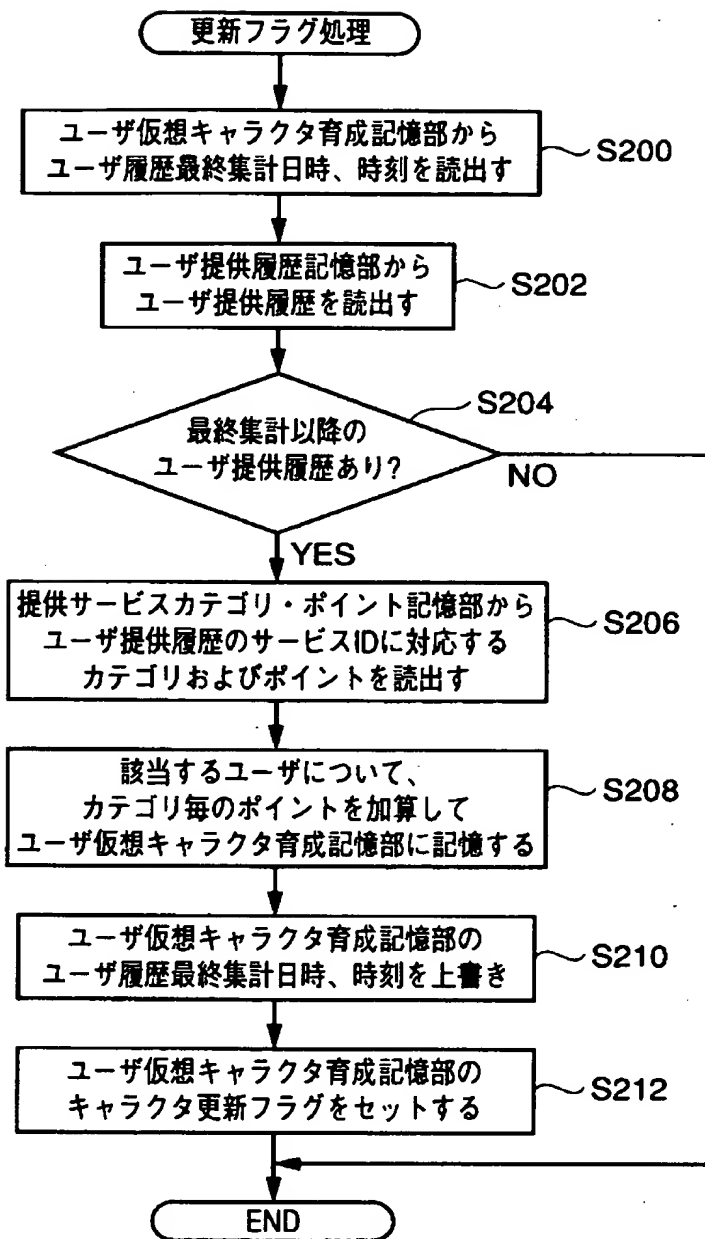 更新フラグ処理
ユーザ仮想キャラクタ育成記憶部から
ユーザ履歴最終集計日時、時刻を読出す
S200
ユーザ提供履歴記憶部から
ユーザ提供履歴を読出す
S202
S204
最終集計以降の
ユーザ提供履歴あり?
NO
YES
提供サービスカテゴリ・ポイント記憶部から
ユーザ提供履歴のサービスIDに対応する
カテゴリおよびポイントを読出す
S206
該当するユーザについて、
カテゴリ毎のポイントを加算して
ユーザ仮想キャラクタ育成記憶部に記憶する
S208
ユーザ仮想キャラクタ育成記憶部の
ユーザ履歴最終集計日時、時刻を上書き
S210
ユーザ仮想キャラクタ育成記憶部の
キャラクタ更新フラグをセットする
S212
END